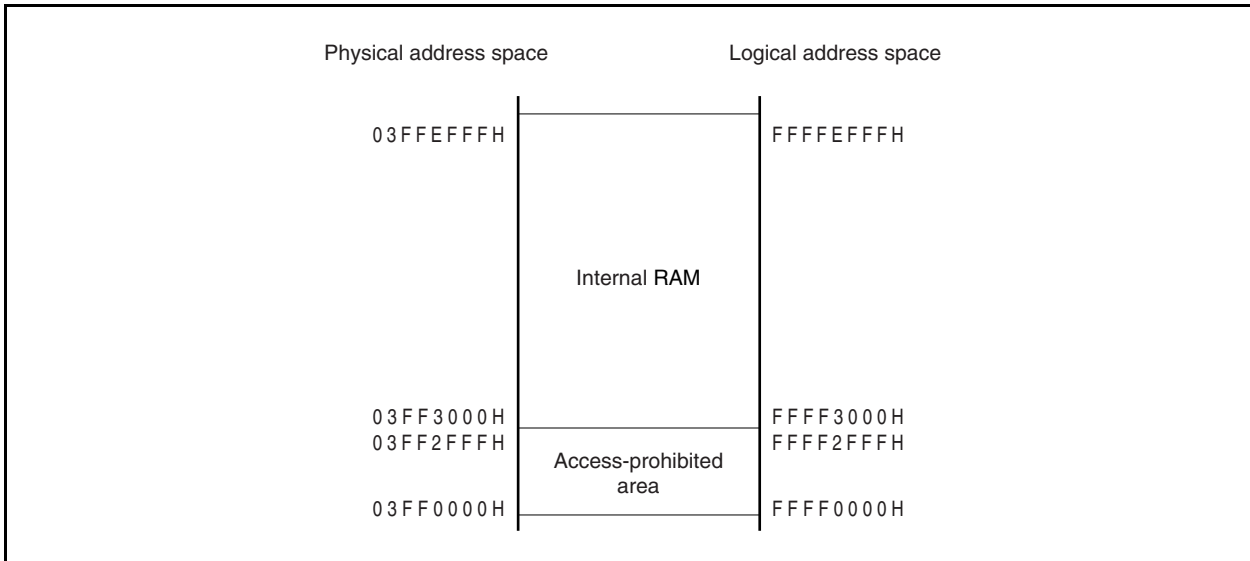 Physical address space Logical address space
03FFEFFFH FFFFEFFFH
Internal RAM
03FF3000H FFFF3000H
03FF2FFFH FFFF2FFFH
Access-prohibited
area
03FF0000H FFFF0000H